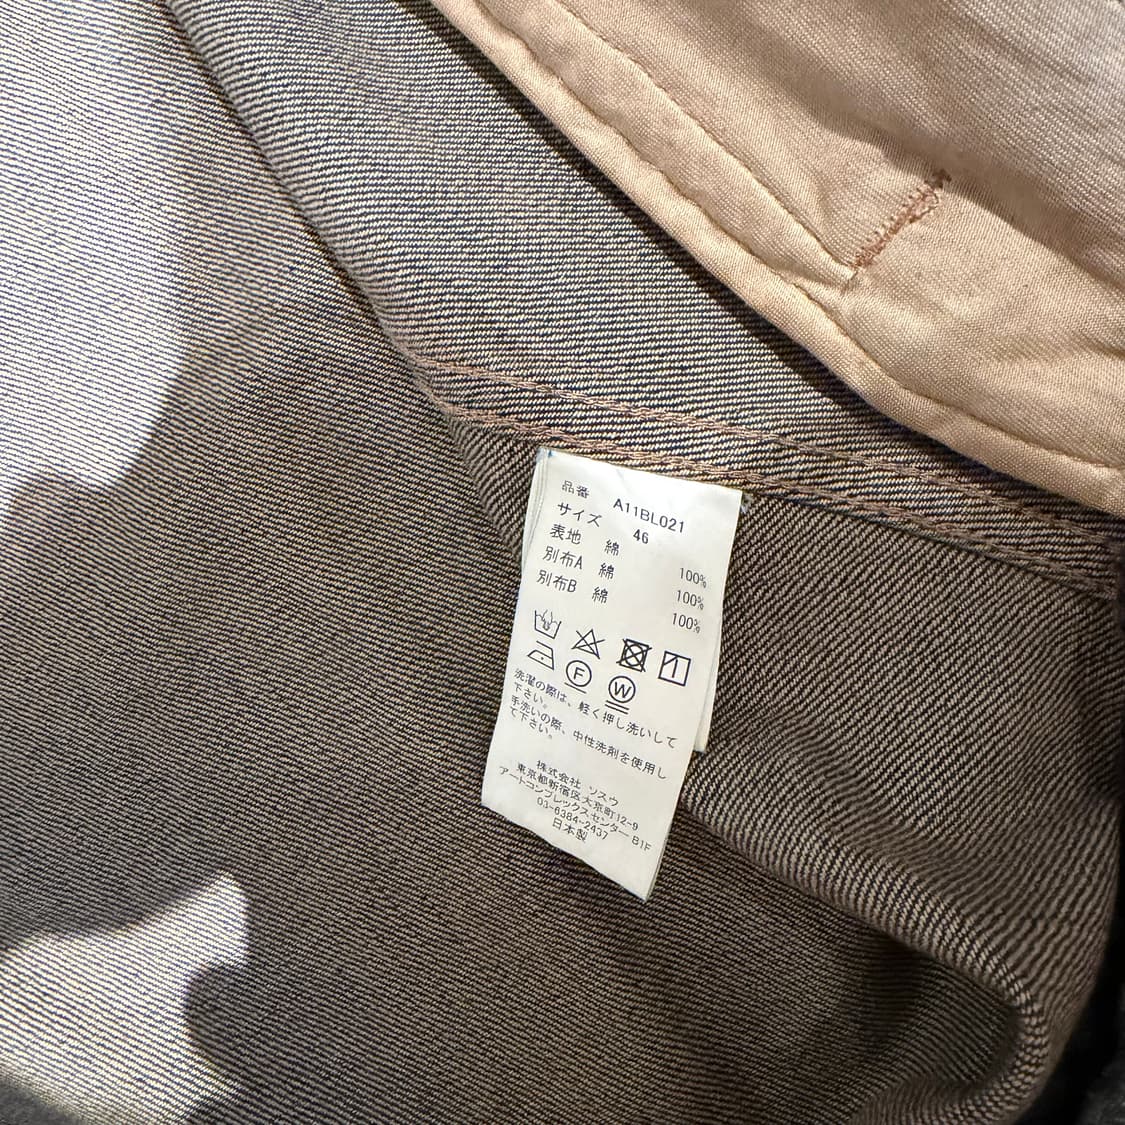 品番 A11BL021
サイズ 46
表地 綿 100%
別布A 綿 100%
別布B 綿 100%
F W
洗濯の際は、軽く押し洗いして
下さい。
手洗いの際、中性洗剤を使用し
て下さい。
株式会社 ソスウ
東京都新宿区大京町12-9
アートコンプレックスセンター B1F
03-6384-2437
日本製